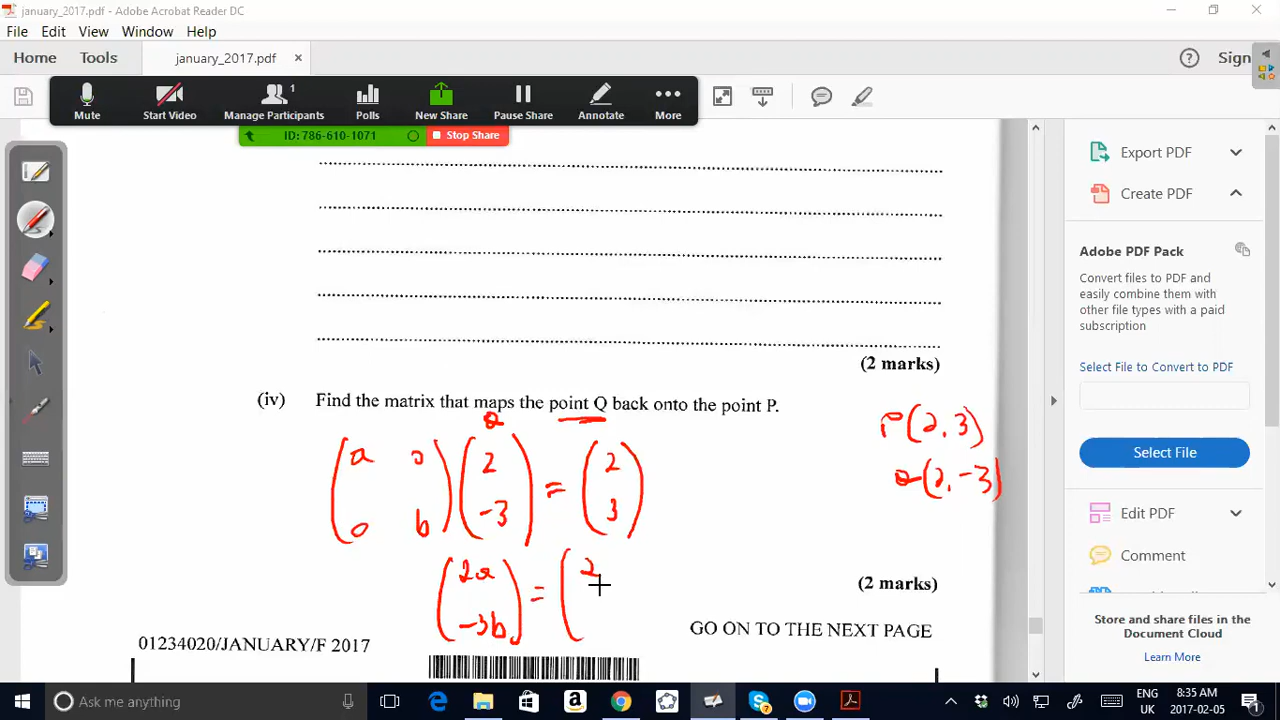 january_2017.pdf - Adobe Acrobat Reader DC
File Edit View Window Help
Home Tools january_2017.pdf × Sign
Mute Start Video Manage Participants 1 Polls New Share Pause Share Annotate More
ID: 786-610-1071 Stop Share
Export PDF
Create PDF
Adobe PDF Pack
Convert files to PDF and
easily combine them with
other file types with a paid
subscription
Select File to Convert to PDF
Select File
Edit PDF
Comment
Store and share files in the
Document Cloud
Learn More
(2 marks)
(iv) Find the matrix that maps the point Q back onto the point P.
P(2,3)
Q(2,-3)
Q
a 0 2 = 2
0 b -3 3
2a = 2
-3b
(2 marks)
01234020/JANUARY/F 2017 GO ON TO THE NEXT PAGE
Ask me anything
ENG 8:35 AM
UK 2017-02-05